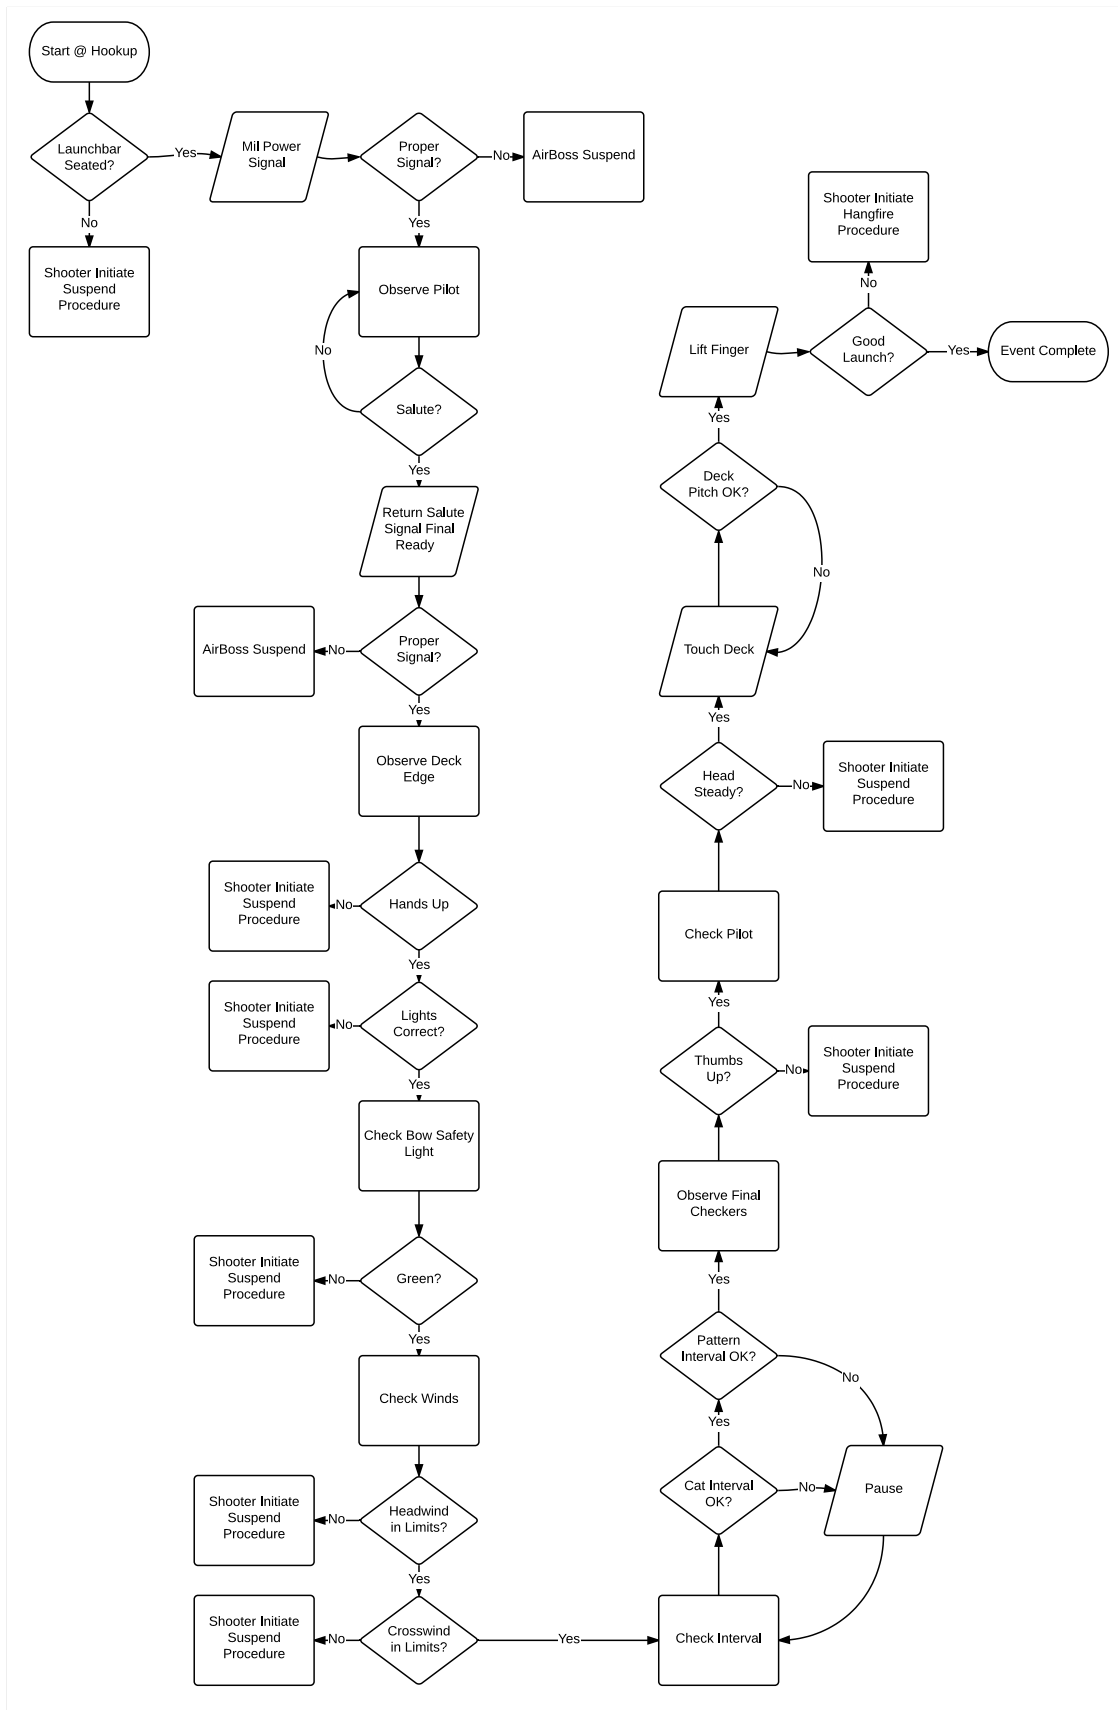 Start @ Hookup
Launchbar
Seated?
Yes
Mil Power
Signal
Proper
Signal?
No
AirBoss Suspend
No
Shooter Initiate
Suspend
Procedure
Yes
Observe Pilot
No
Salute?
Yes
Return Salute
Signal Final
Ready
Proper
Signal?
No
AirBoss Suspend
Yes
Observe Deck
Edge
Hands Up
No
Shooter Initiate
Suspend
Procedure
Yes
Lights
Correct?
No
Shooter Initiate
Suspend
Procedure
Yes
Check Bow Safety
Light
Green?
No
Shooter Initiate
Suspend
Procedure
Yes
Check Winds
Headwind
in Limits?
No
Shooter Initiate
Suspend
Procedure
Yes
Crosswind
in Limits?
No
Shooter Initiate
Suspend
Procedure
Yes
Check Interval
Cat Interval
OK?
No
Pause
Yes
Pattern
Interval OK?
No
Yes
Observe Final
Checkers
Thumbs
Up?
No
Shooter Initiate
Suspend
Procedure
Yes
Check Pilot
Head
Steady?
No
Shooter Initiate
Suspend
Procedure
Yes
Touch Deck
Deck
Pitch OK?
No
Yes
Lift Finger
Good
Launch?
No
Shooter Initiate
Hangfire
Procedure
Yes
Event Complete